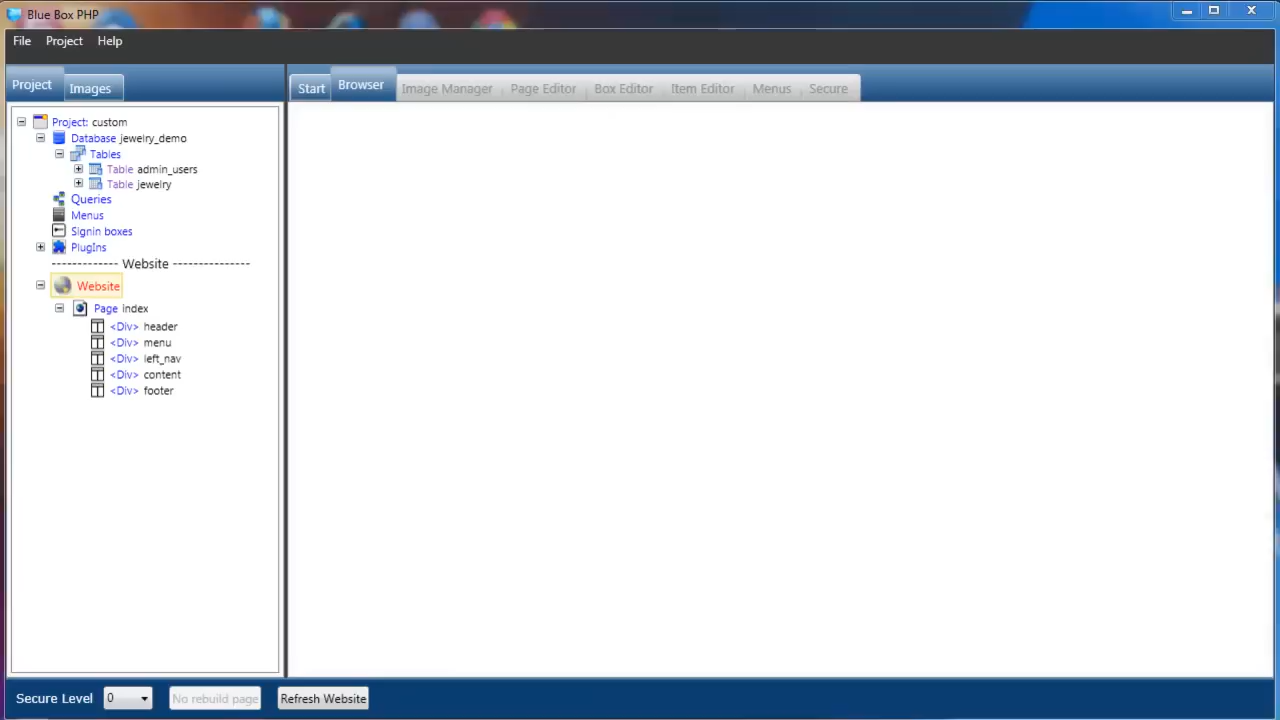 Blue Box PHP
File Project Help
Project Images
Start Browser Image Manager Page Editor Box Editor Item Editor Menus Secure
Project: custom
Database jewelry_demo
Tables
Table admin_users
Table jewelry
Queries
Menus
Signin boxes
PlugIns
------------- Website ---------------
Website
Page index
<Div> header
<Div> menu
<Div> left_nav
<Div> content
<Div> footer
Secure Level 0 No rebuild page Refresh Website